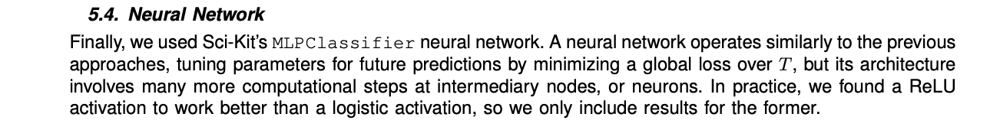 5.4. Neural Network
Finally, we used Sci-Kit's MLPClassifier neural network. A neural network operates similarly to the previous
approaches, tuning parameters for future predictions by minimizing a global loss over T, but its architecture
involves many more computational steps at intermediary nodes, or neurons. In practice, we found a ReLU
activation to work better than a logistic activation, so we only include results for the former.